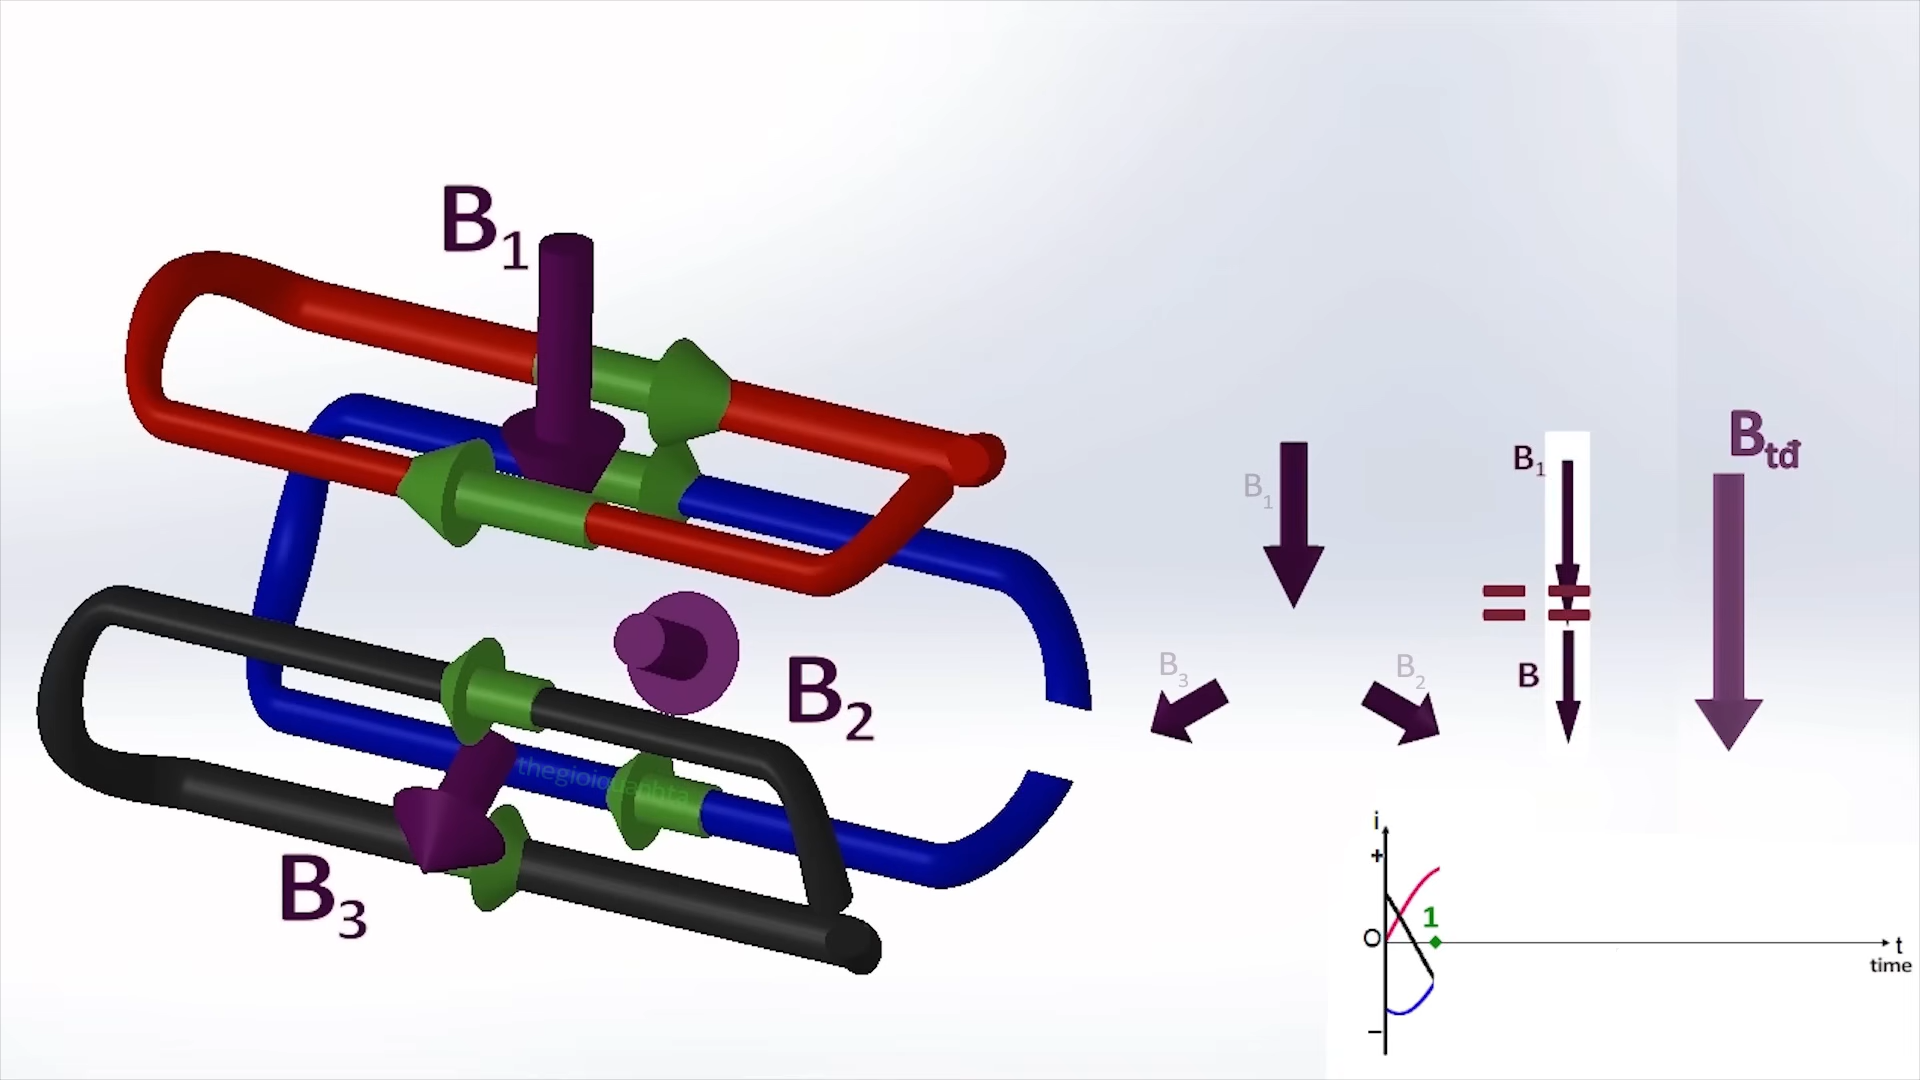 B1
B2
B3
B1
B3
B2
B1
=
=
B
Btđ
i
+
1
O
t
time
−